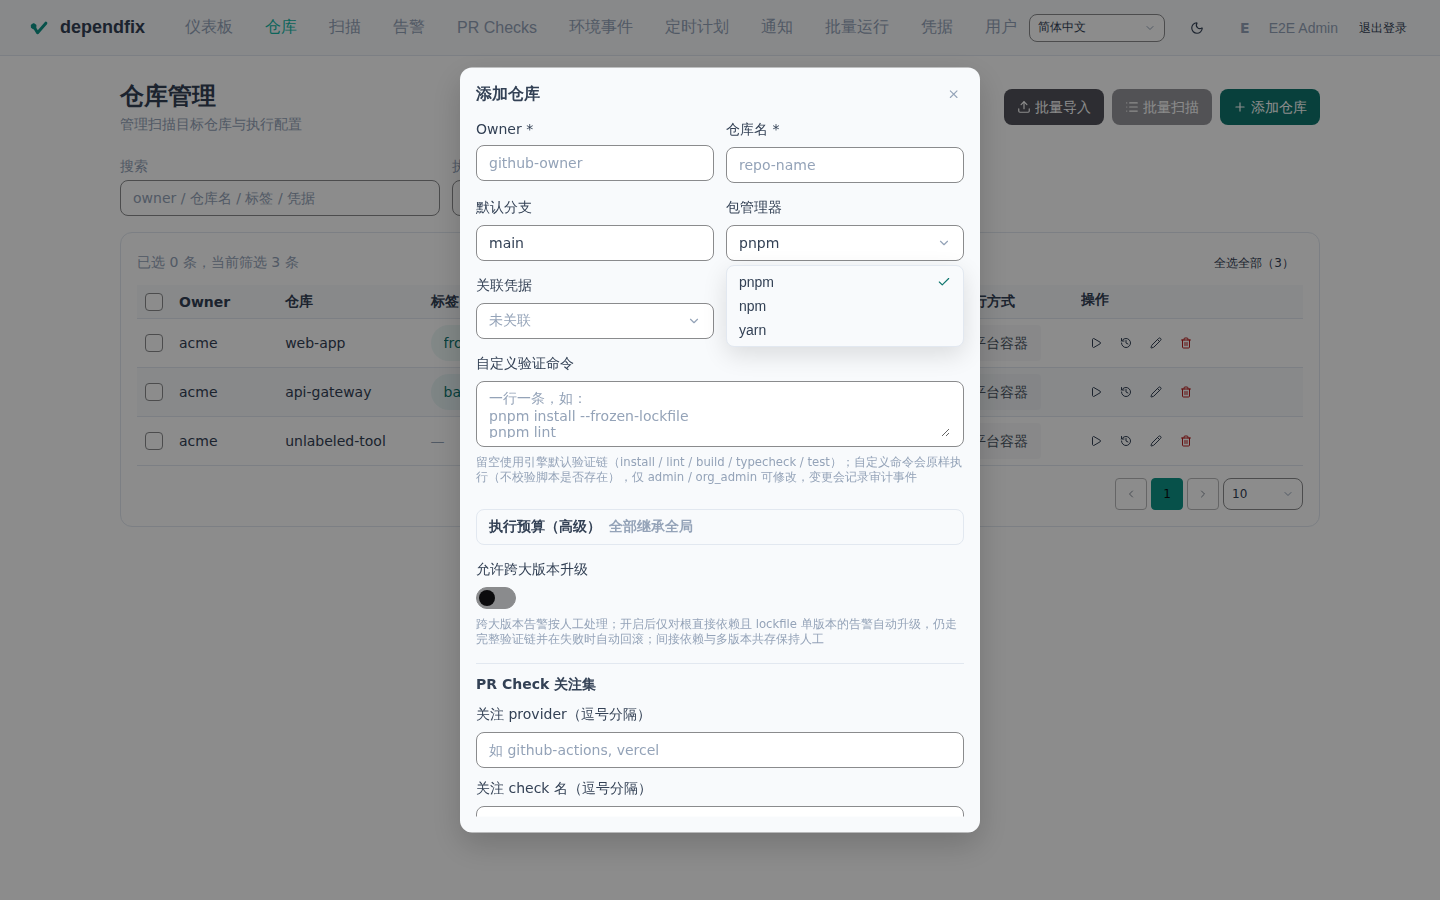 dependfix 仪表板 仓库 扫描 告警 PR Checks 环境事件 定时计划 通知 批量运行 凭据 用户 简体中文 E E2E Admin 退出登录
仓库管理
管理扫描目标仓库与执行配置
批量导入 批量扫描 添加仓库
搜索
owner / 仓库名 / 标签 / 凭据
已选 0 条，当前筛选 3 条
全选全部（3）
Owner 仓库 标签 行方式 操作
acme web-app 平台容器
acme api-gateway 平台容器
acme unlabeled-tool — 平台容器
1 10
添加仓库
Owner * 仓库名 *
github-owner repo-name
默认分支 包管理器
main pnpm
pnpm
npm
yarn
关联凭据
未关联
自定义验证命令
一行一条，如：
pnpm install --frozen-lockfile
pnpm lint
留空使用引擎默认验证链（install / lint / build / typecheck / test）；自定义命令会原样执
行（不校验脚本是否存在），仅 admin / org_admin 可修改，变更会记录审计事件
执行预算（高级） 全部继承全局
允许跨大版本升级
跨大版本告警按人工处理；开启后仅对根直接依赖且 lockfile 单版本的告警自动升级，仍走
完整验证链并在失败时自动回滚；间接依赖与多版本共存保持人工
PR Check 关注集
关注 provider（逗号分隔）
如 github-actions, vercel
关注 check 名（逗号分隔）